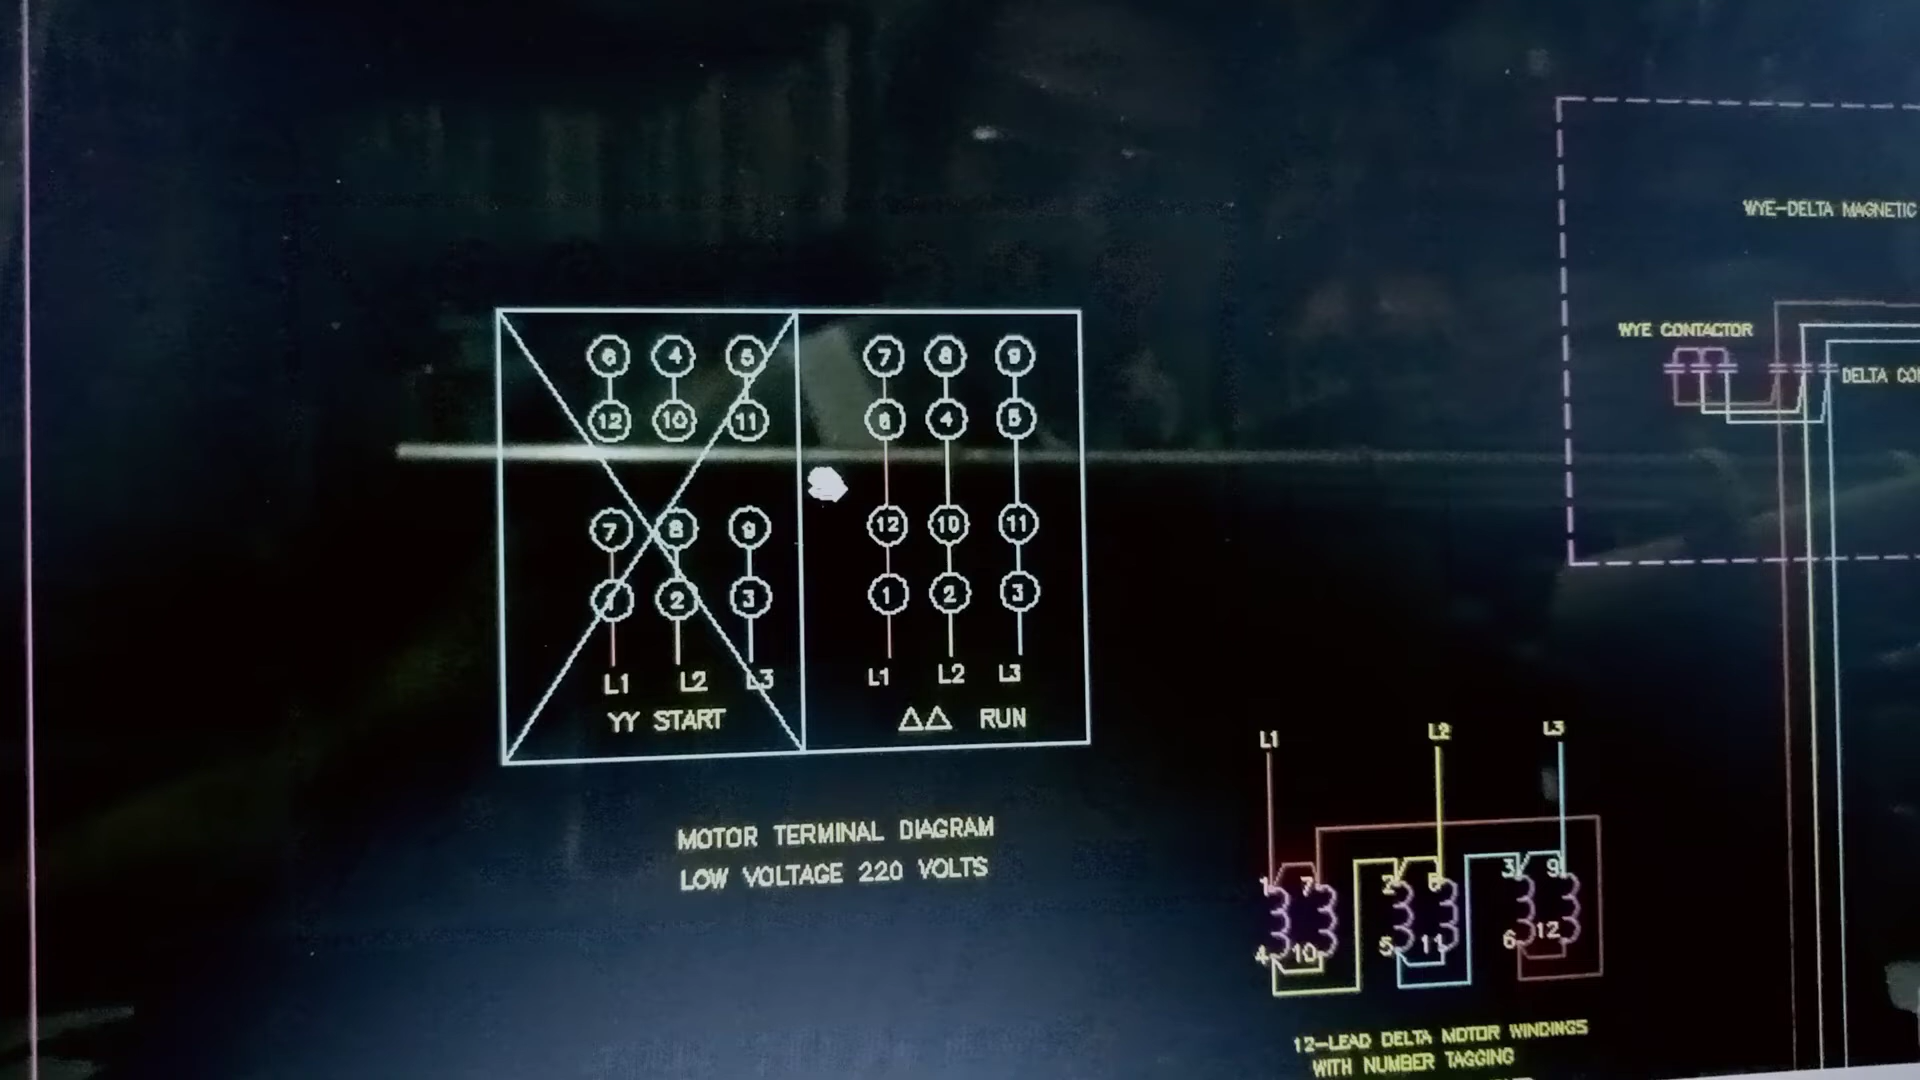 WYE-DELTA MAGNETIC
WYE CONTACTOR
DELTA CO
6 4 5 7 8 9
12 10 11 6 4 5
7 8 9 12 10 11
1 2 3 1 2 3
L1 L2 L3 L1 L2 L3
YY START ΔΔ RUN
MOTOR TERMINAL DIAGRAM
LOW VOLTAGE 220 VOLTS
L1 L2 L3
1 7 2 8 3 9
4 10 5 11 6 12
12-LEAD DELTA MOTOR WINDINGS
WITH NUMBER TAGGING